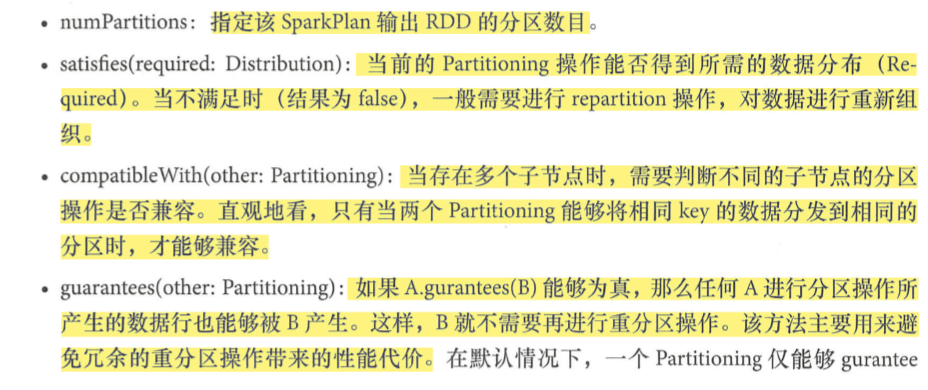 • numPartitions：指定该 SparkPlan 输出 RDD 的分区数目。
• satisfies(required: Distribution)：当前的 Partitioning 操作能否得到所需的数据分布（Re-
quired）。当不满足时（结果为 false），一般需要进行 repartition 操作，对数据进行重新组
织。
• compatibleWith(other: Partitioning)：当存在多个子节点时，需要判断不同的子节点的分区
操作是否兼容。直观地看，只有当两个 Partitioning 能够将相同 key 的数据分发到相同的
分区时，才能够兼容。
• guarantees(other: Partitioning)：如果 A.gurantees(B) 能够为真，那么任何 A 进行分区操作所
产生的数据行也能够被 B 产生。这样，B 就不需要再进行重分区操作。该方法主要用来避
免冗余的重分区操作带来的性能代价。在默认情况下，一个 Partitioning 仅能够 gurantee